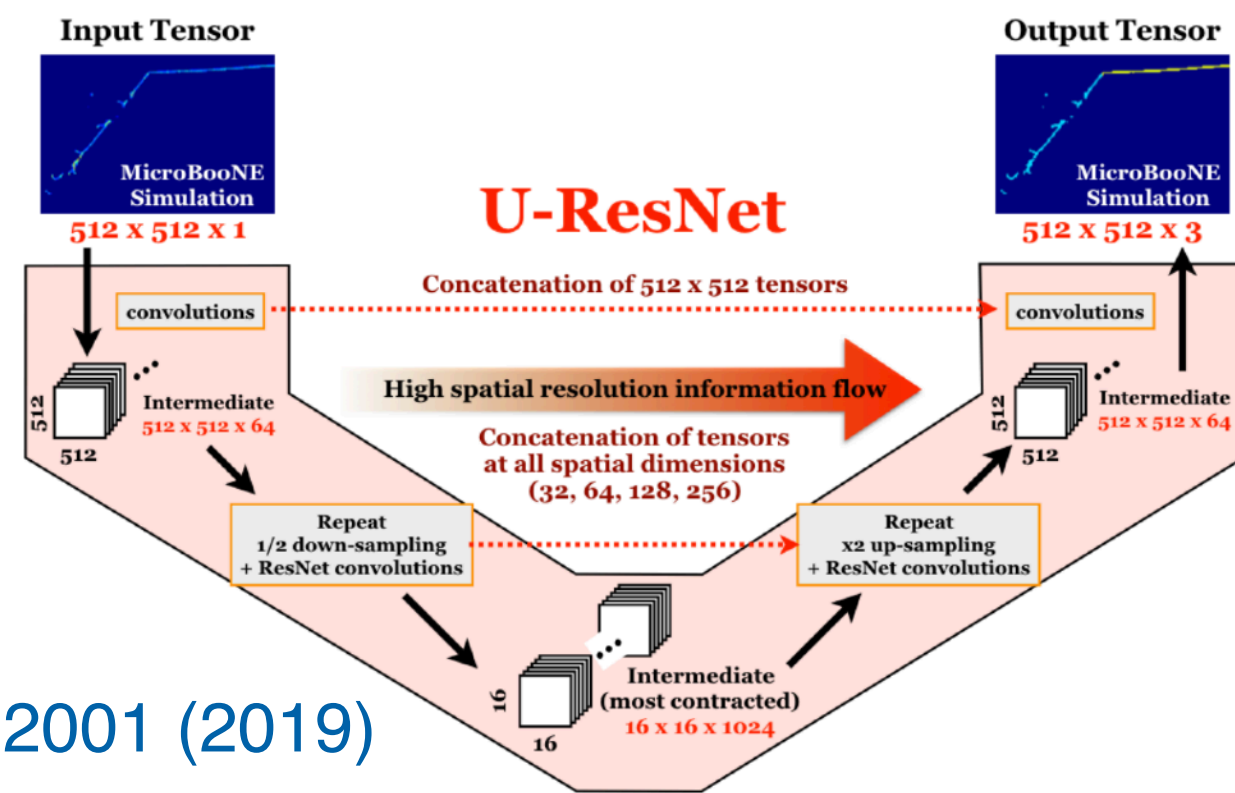 Input Tensor
Output Tensor
MicroBooNE
Simulation
MicroBooNE
Simulation
512 x 512 x 1
U-ResNet
512 x 512 x 3
Concatenation of 512 x 512 tensors
convolutions
convolutions
High spatial resolution information flow
512
512
Intermediate
512 x 512 x 64
Concatenation of tensors
at all spatial dimensions
(32, 64, 128, 256)
512
512
Intermediate
512 x 512 x 64
Repeat
1/2 down-sampling
+ ResNet convolutions
Repeat
x2 up-sampling
+ ResNet convolutions
16
16
Intermediate
(most contracted)
16 x 16 x 1024
2001 (2019)